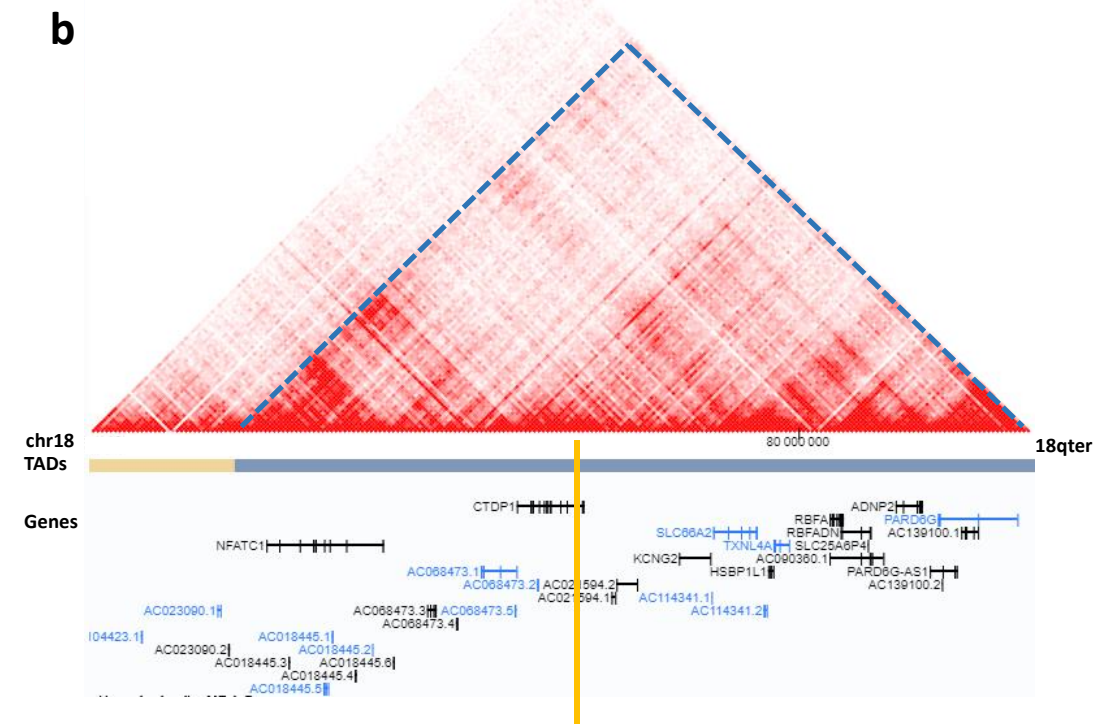 b
80 000 000
chr18
18qter
TADs
Genes
CTDP1 ADNP2
RBFA PARD6G
SLC66A2 RBFADN AC139100.1
NFATC1 TXNL4A SLC25A6P4
KCNG2 AC090360.1
AC068473.1 HSBP1L1 PARD6G-AS1
AC068473.2 AC139100.2
AC114341.1
AC023090.1 AC068473.3 AC068473.5 AC114341.2
AC068473.4
104423.1 AC018445.1
AC023090.2 AC018445.2
AC018445.3 AC018445.6
AC018445.4
AC018445.5